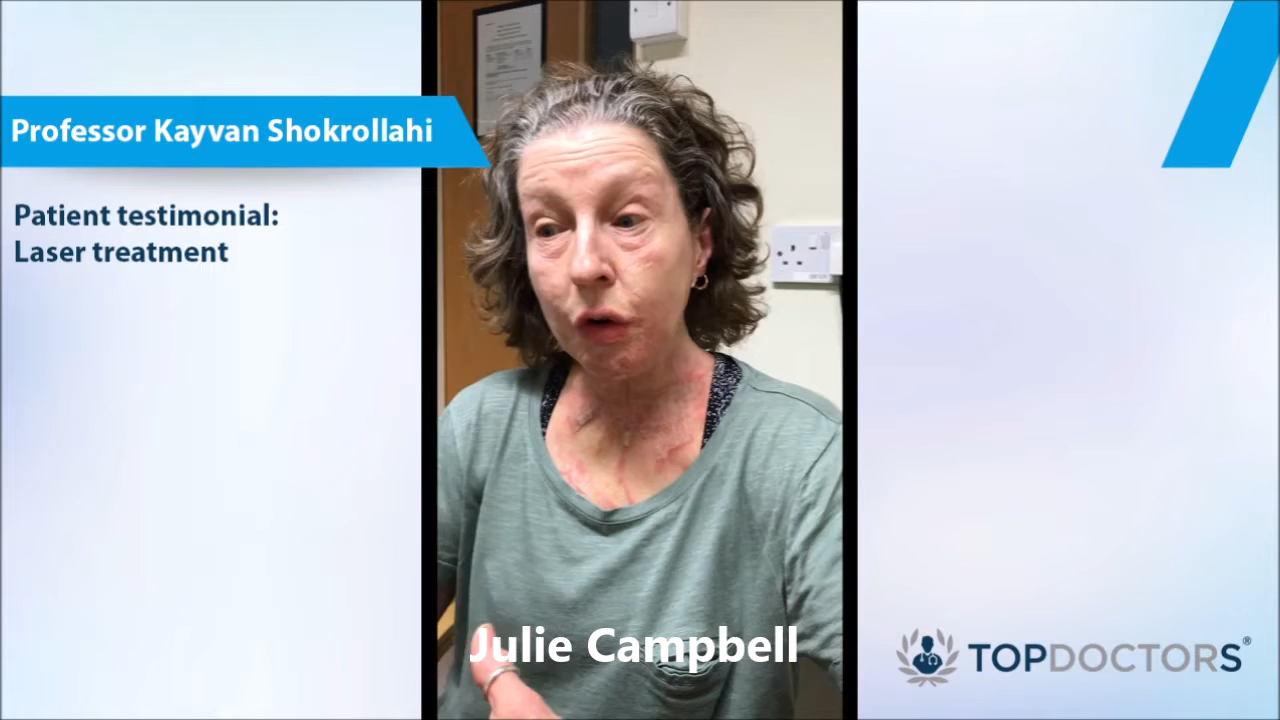 Professor Kayvan Shokrollahi
Patient testimonial:
Laser treatment
Julie Campbell
TOPDOCTORS®